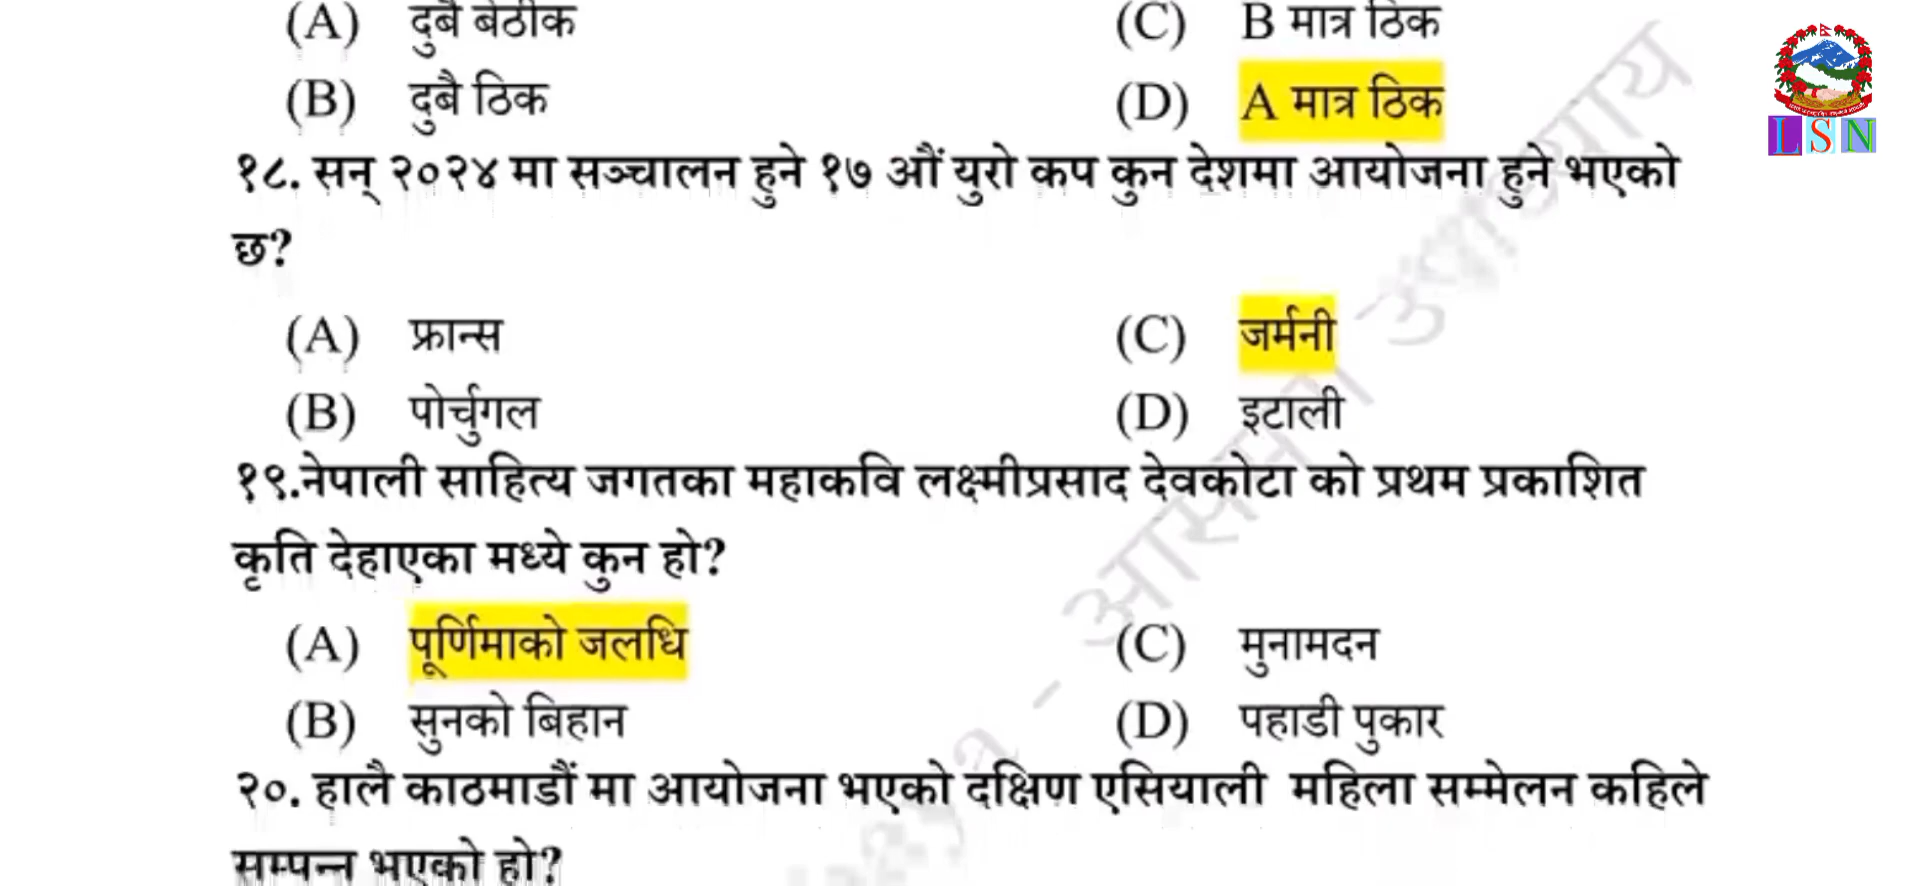 (A) दुबै बेठीक (C) B मात्र ठिक
(B) दुबै ठिक (D) A मात्र ठिक
१८. सन् २०२४ मा सञ्चालन हुने १७ औं युरो कप कुन देशमा आयोजना हुने भएको
छ?
(A) फ्रान्स (C) जर्मनी
(B) पोर्चुगल (D) इटाली
१९.नेपाली साहित्य जगतका महाकवि लक्ष्मीप्रसाद देवकोटा को प्रथम प्रकाशित
कृति देहाएका मध्ये कुन हो?
(A) पूर्णिमाको जलधि (C) मुनामदन
(B) सुनको बिहान (D) पहाडी पुकार
२०. हालै काठमाडौं मा आयोजना भएको दक्षिण एसियाली महिला सम्मेलन कहिले
सम्पन्न भएको हो?
LSN